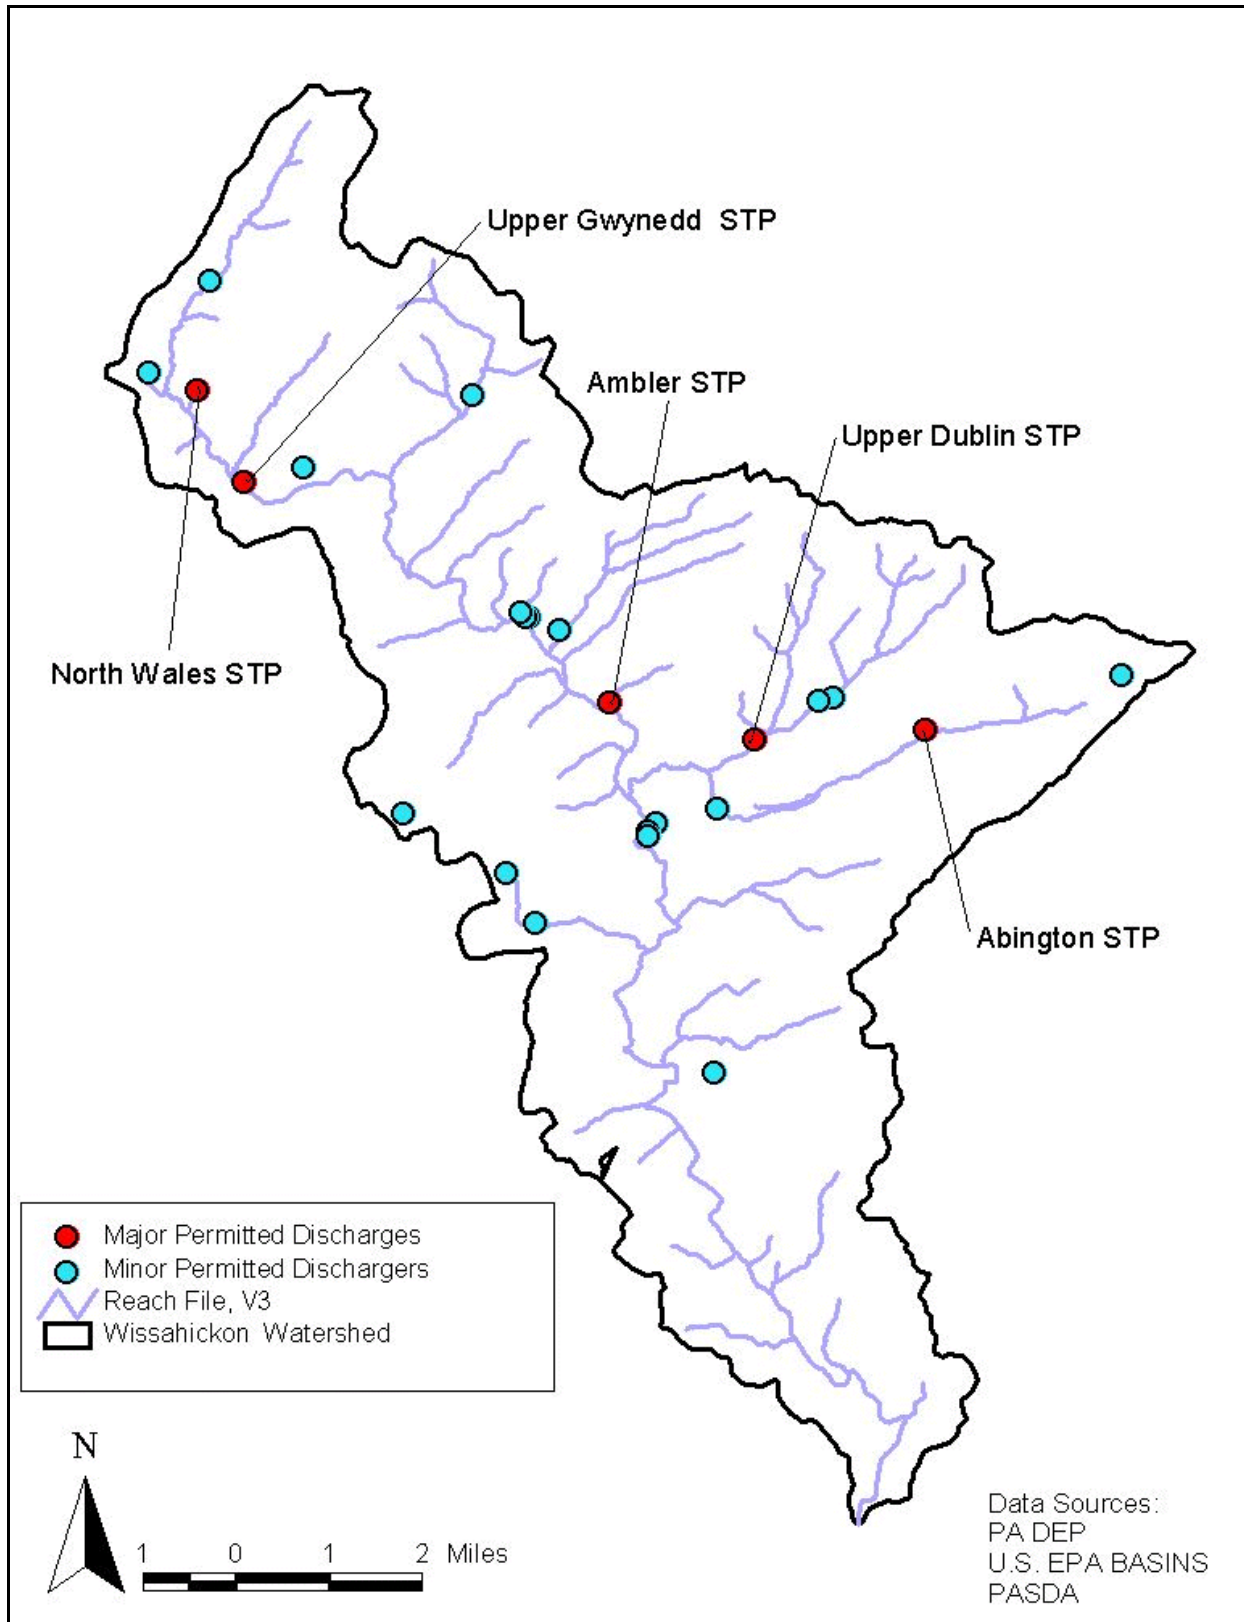 Upper Gwynedd STP
Ambler STP
Upper Dublin STP
North Wales STP
Abington STP
Major Permitted Discharges
Minor Permitted Dischargers
Reach File, V3
Wissahickon Watershed
N
1 0 1 2 Miles
Data Sources:
PA DEP
U.S. EPA BASINS
PASDA